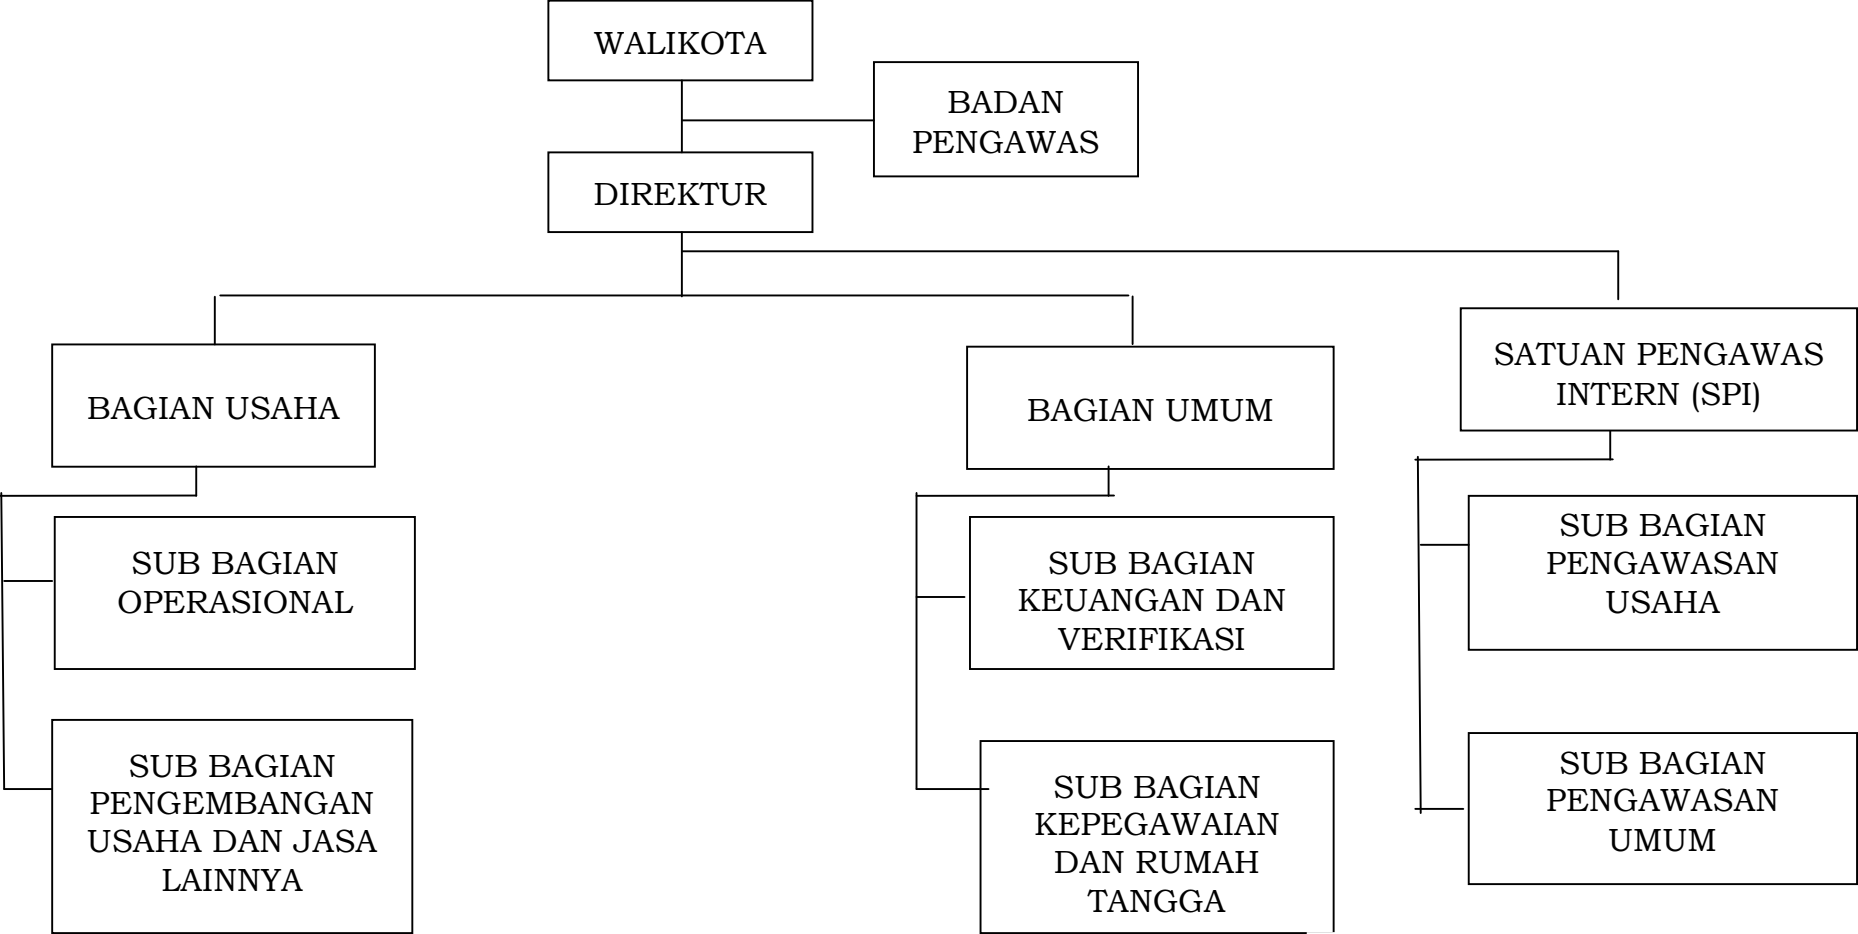 WALIKOTA
BADAN
PENGAWAS
DIREKTUR
BAGIAN USAHA
BAGIAN UMUM
SATUAN PENGAWAS
INTERN (SPI)
SUB BAGIAN
OPERASIONAL
SUB BAGIAN
KEUANGAN DAN
VERIFIKASI
SUB BAGIAN
PENGAWASAN
USAHA
SUB BAGIAN
PENGEMBANGAN
USAHA DAN JASA
LAINNYA
SUB BAGIAN
KEPEGAWAIAN
DAN RUMAH
TANGGA
SUB BAGIAN
PENGAWASAN
UMUM